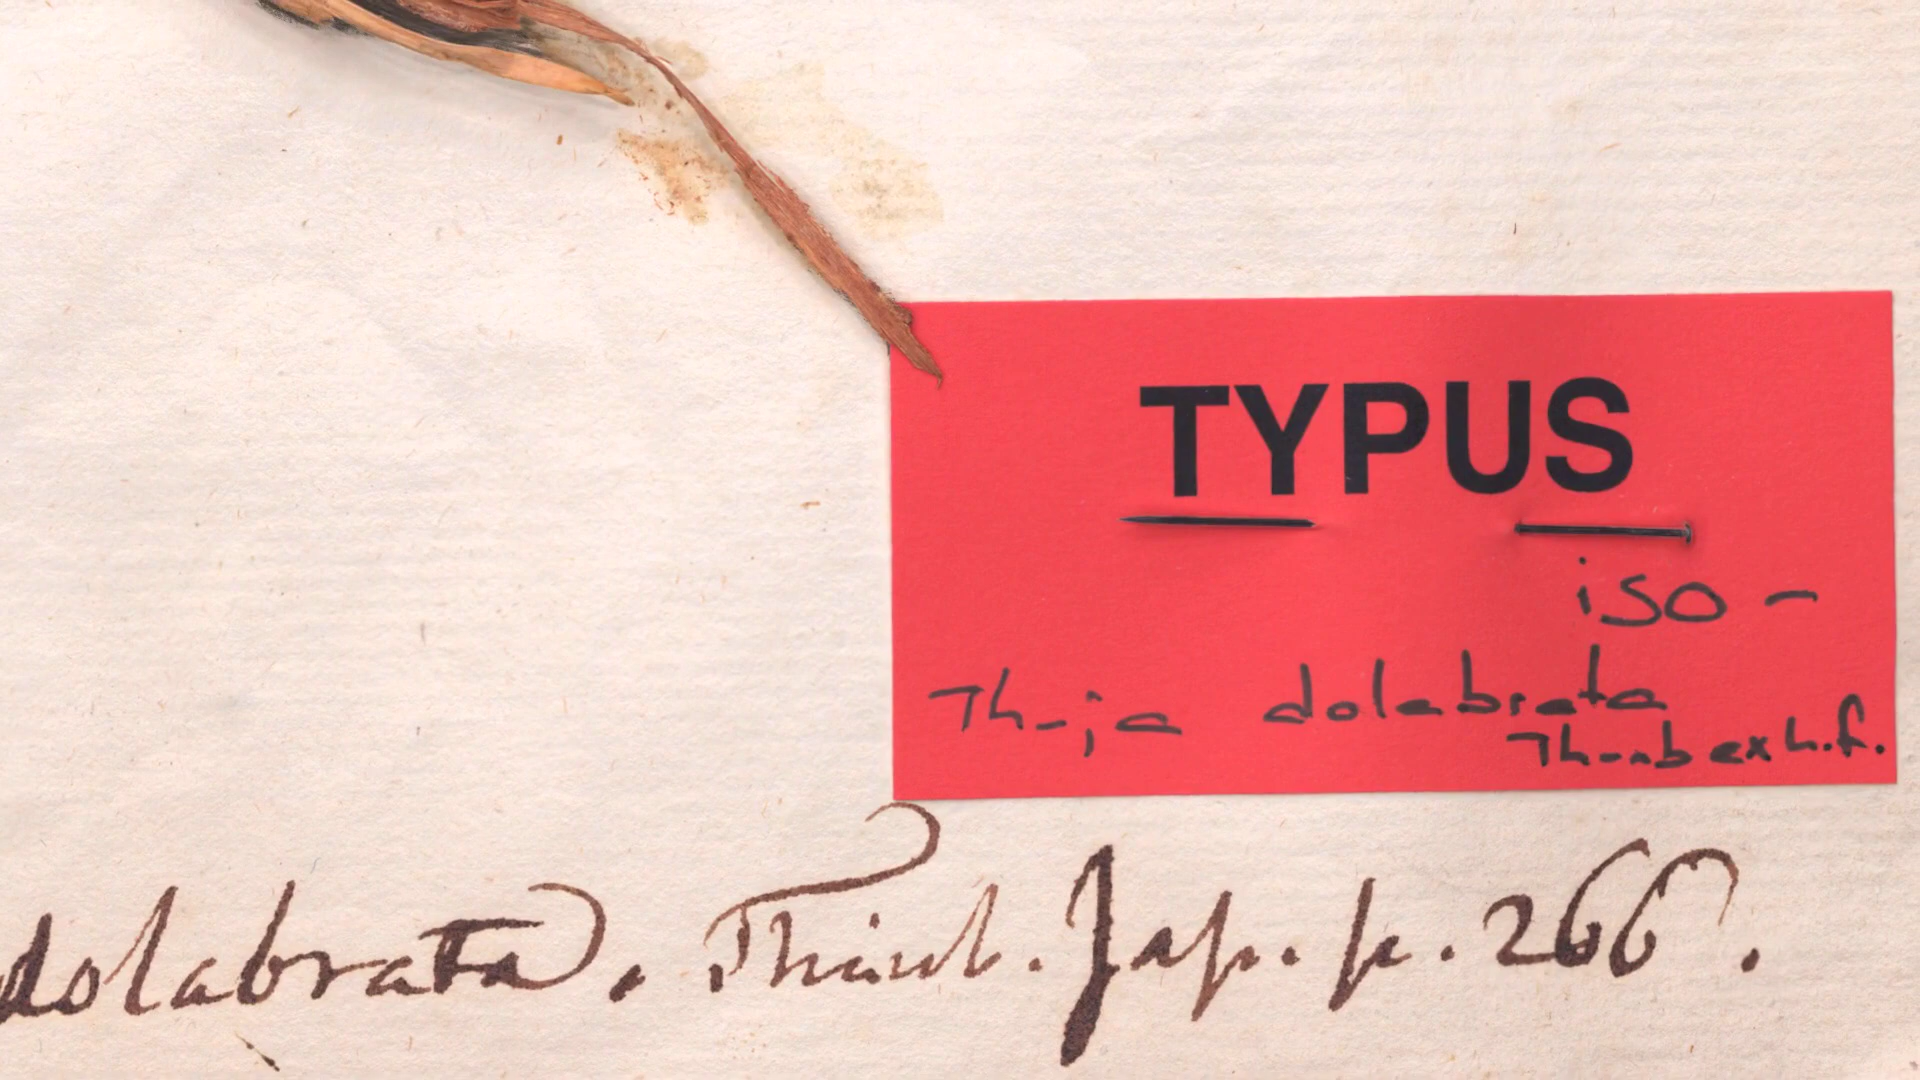 TYPUS
iso -
Thuja dolabrata
Thunb ex L.f.
dolabrata. Thunb. Jap. p. 266.